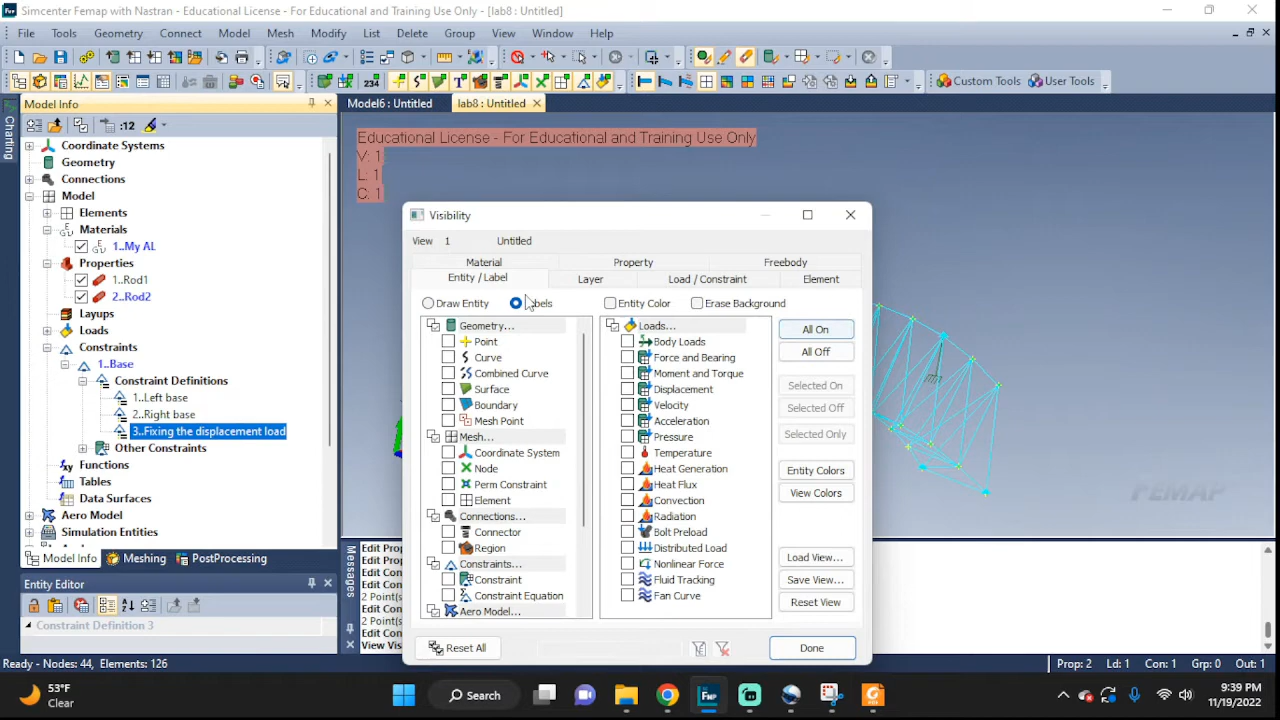 Simcenter Femap with Nastran - Educational License - For Educational and Training Use Only - [lab8 : Untitled]
File Tools Geometry Connect Model Mesh Modify List Delete Group View Window Help
234
Custom Tools User Tools
Model Info
Model6 : Untitled lab8 : Untitled
Charting
:12
Coordinate Systems
Geometry
Connections
Model
Elements
Materials
1..My AL
Properties
1..Rod1
2..Rod2
Layups
Loads
Constraints
1..Base
Constraint Definitions
1..Left base
2..Right base
3..Fixing the displacement load
Other Constraints
Functions
Tables
Data Surfaces
Aero Model
Simulation Entities
Model Info Meshing PostProcessing
Entity Editor
Constraint Definition 3
Educational License - For Educational and Training Use Only
V: 1
L: 1
C: 1
Visibility
View 1 Untitled
Material Property Freebody
Entity / Label Layer Load / Constraint Element
Draw Entity Labels Entity Color Erase Background
Geometry...
Point
Curve
Combined Curve
Surface
Boundary
Mesh Point
Mesh...
Coordinate System
Node
Perm Constraint
Element
Connections...
Connector
Region
Constraints...
Constraint
Constraint Equation
Aero Model...
Loads...
Body Loads
Force and Bearing
Moment and Torque
Displacement
Velocity
Acceleration
Pressure
Temperature
Heat Generation
Heat Flux
Convection
Radiation
Bolt Preload
Distributed Load
Nonlinear Force
Fluid Tracking
Fan Curve
All On
All Off
Selected On
Selected Off
Selected Only
Entity Colors
View Colors
Load View...
Save View...
Reset View
Reset All
Done
FEMAP
Messages
Edit Pro
Edit Con
2 Point(s
Edit Con
2 Point(s
Edit Con
View Vis
Ready - Nodes: 44, Elements: 126
Prop: 2 Ld: 1 Con: 1 Grp: 0 Out: 1
53°F
Clear
Search
FMP
9:39 PM
11/19/2022